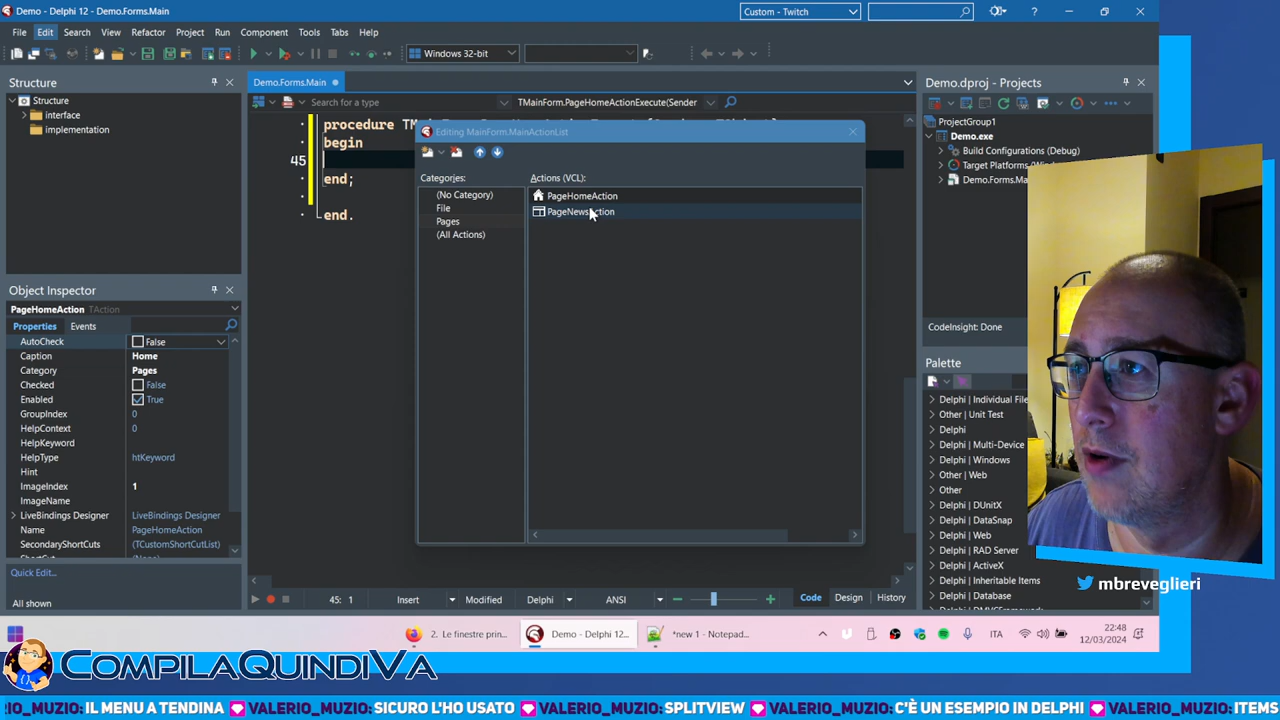 Demo - Delphi 12 - Demo.Forms.Main
Custom - Twitch
File Edit Search View Refactor Project Run Component Tools Tabs Help
Windows 32-bit
Structure
Structure
interface
implementation
Demo.Forms.Main
Search for a type
TMainForm.PageHomeActionExecute(Sender
begin
45
end;
end.
Editing MainForm.MainActionList
Categories:
(No Category)
File
Pages
(All Actions)
Actions (VCL):
PageHomeAction
PageNewsAction
Demo.dproj - Projects
ProjectGroup1
Demo.exe
Build Configurations (Debug)
Target Platforms
Demo.Forms.M
CodeInsight: Done
Object Inspector
PageHomeAction TAction
Properties Events
AutoCheck False
Caption Home
Category Pages
Checked False
Enabled True
GroupIndex 0
HelpContext 0
HelpKeyword
HelpType htKeyword
Hint
ImageIndex 1
ImageName
LiveBindings Designer LiveBindings Designer
Name PageHomeAction
SecondaryShortCuts (TCustomShortCutList)
Quick Edit...
All shown
Palette
Delphi | Individual File
Other | Unit Test
Delphi
Delphi | Multi-Device
Delphi | Windows
Other | Web
Other
Delphi | DUnitX
Delphi | DataSnap
Delphi | Web
Delphi | RAD Server
Delphi | ActiveX
Delphi | Inheritable Items
Delphi | Database
45: 1 Insert Modified Delphi ANSI Code Design History
mbreveglieri
2. Le finestre prin...
Demo - Delphi 12...
*new 1 - Notepad...
ITA
22:48
12/03/2024
CompilaQuindiVa
RIO_MUZIO: IL MENU A TENDINA VALERIO_MUZIO: SICURO L'HO USATO VALERIO_MUZIO: SPLITVIEW VALERIO_MUZIO: C'È UN ESEMPIO IN DELPHI VALERIO_MUZIO: ITEMS